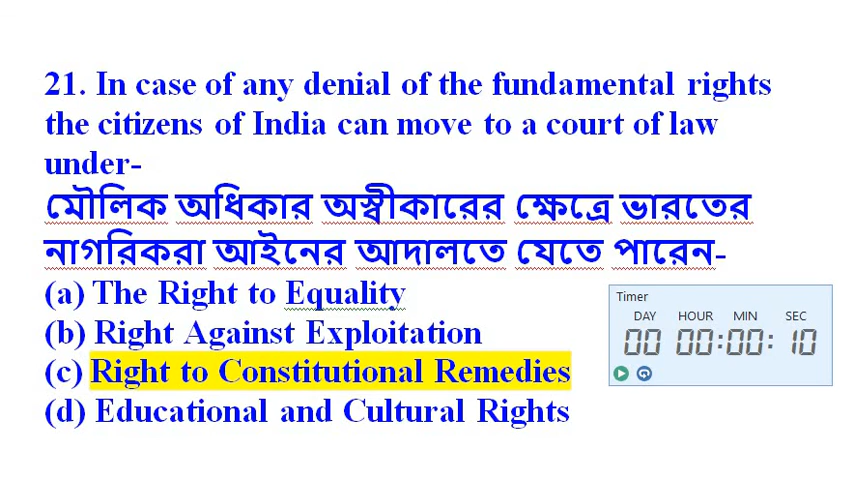 21. In case of any denial of the fundamental rights
the citizens of India can move to a court of law
under-
মৌলিক অধিকার অস্বীকারের ক্ষেত্রে ভারতের
নাগরিকরা আইনের আদালতে যেতে পারেন-
(a) The Right to Equality
(b) Right Against Exploitation
(c) Right to Constitutional Remedies
(d) Educational and Cultural Rights
Timer
DAY HOUR MIN SEC
00 00:00: 10